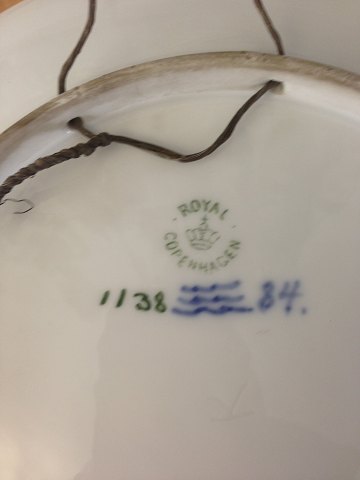 ROYAL
COPENHAGEN
1138 84.